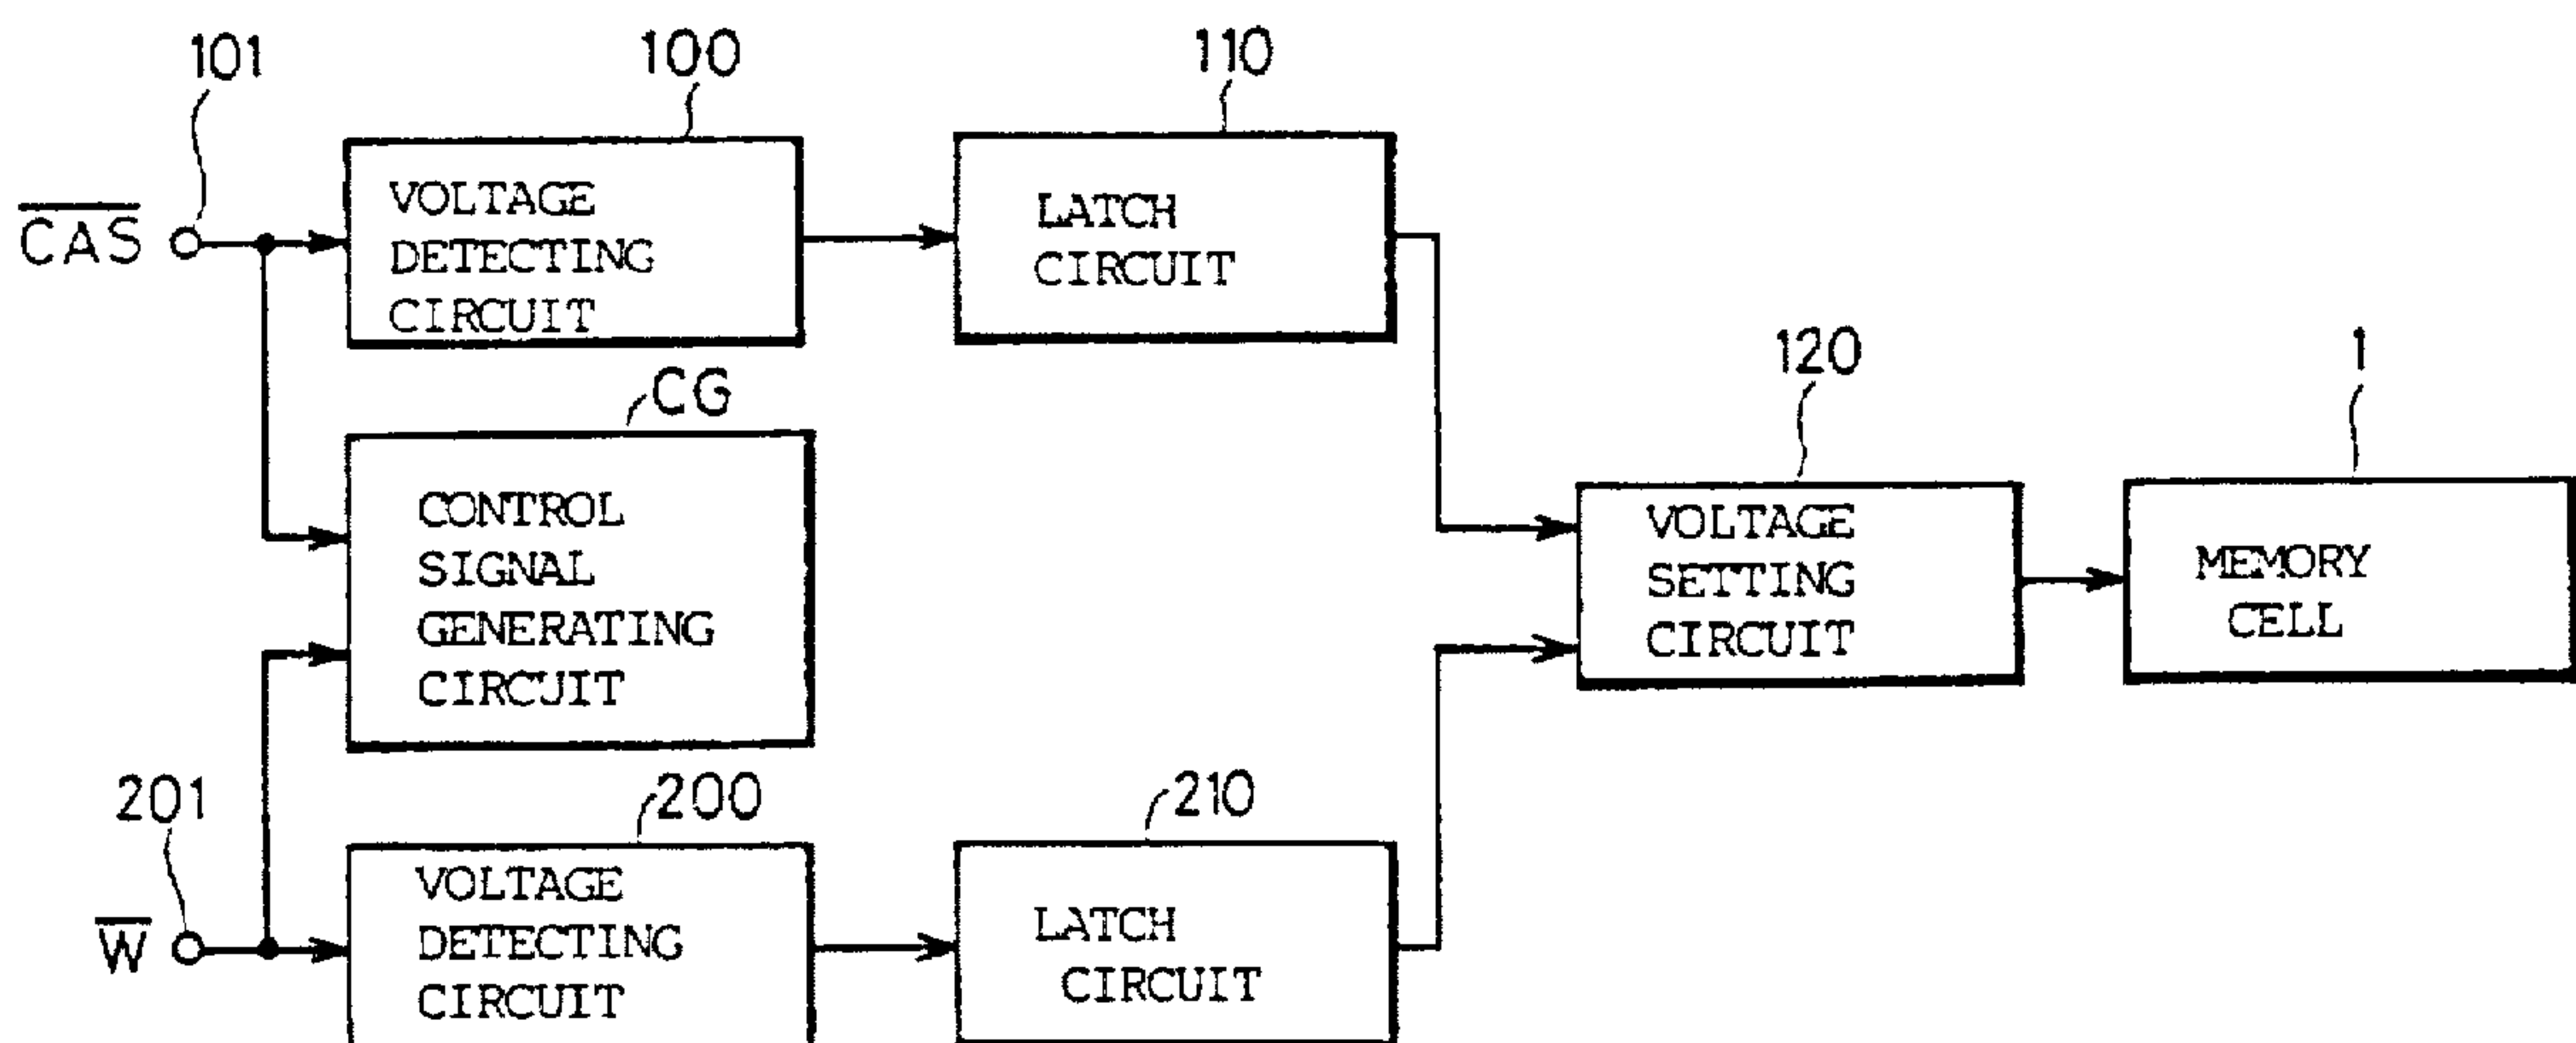 101
100
110
C̅A̅S̅
VOLTAGE
DETECTING
CIRCUIT
LATCH
CIRCUIT
CG
CONTROL
SIGNAL
GENERATING
CIRCUIT
120
1
VOLTAGE
SETTING
CIRCUIT
MEMORY
CELL
201
200
210
W̅
VOLTAGE
DETECTING
CIRCUIT
LATCH
CIRCUIT